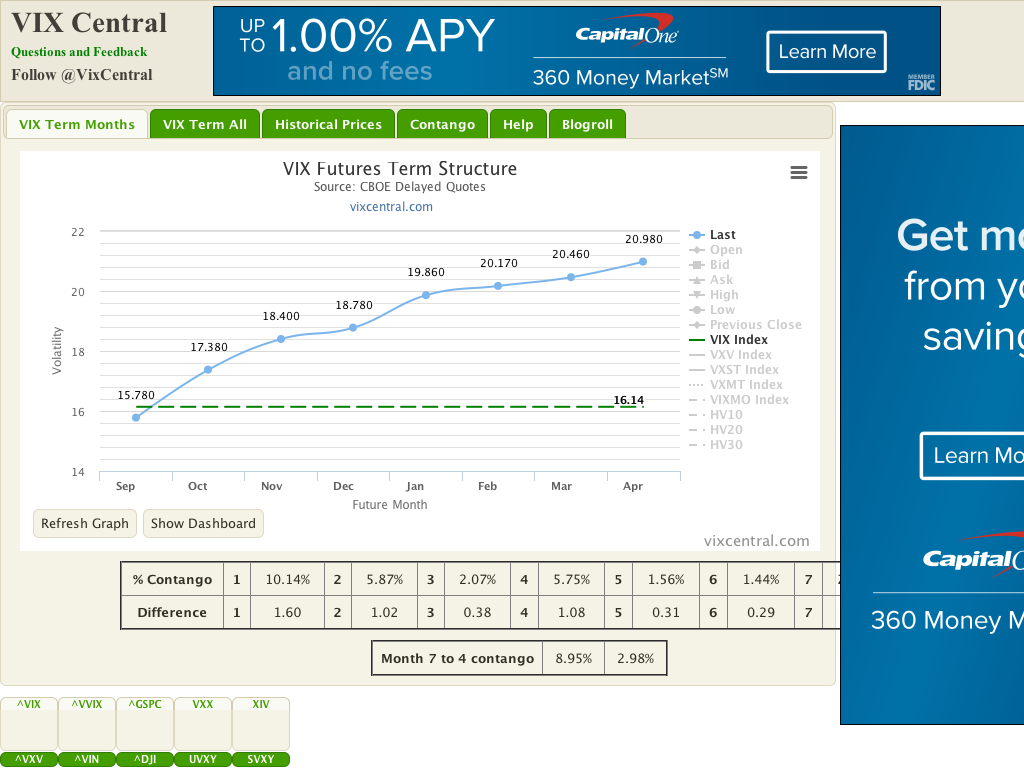 VIX Central
Questions and Feedback
Follow @VixCentral
UP TO 1.00% APY
and no fees
Capital One
360 Money Market℠
Learn More
MEMBER
FDIC
VIX Term Months VIX Term All Historical Prices Contango Help Blogroll
VIX Futures Term Structure
Source: CBOE Delayed Quotes
vixcentral.com
Volatility
22
20
18
16
14
15.780
17.380
18.400
18.780
19.860
20.170
20.460
20.980
16.14
Sep Oct Nov Dec Jan Feb Mar Apr
Future Month
Last
Open
Bid
Ask
High
Low
Previous Close
VIX Index
VXV Index
VXST Index
VXMT Index
VIXMO Index
HV10
HV20
HV30
Refresh Graph Show Dashboard
vixcentral.com
% Contango 1 10.14% 2 5.87% 3 2.07% 4 5.75% 5 1.56% 6 1.44% 7
Difference 1 1.60 2 1.02 3 0.38 4 1.08 5 0.31 6 0.29 7
Month 7 to 4 contango 8.95% 2.98%
^VIX ^VVIX ^GSPC VXX XIV
^VXV ^VIN ^DJI UVXY SVXY
Get mo
from yo
saving
Learn Mo
Capital
360 Money M